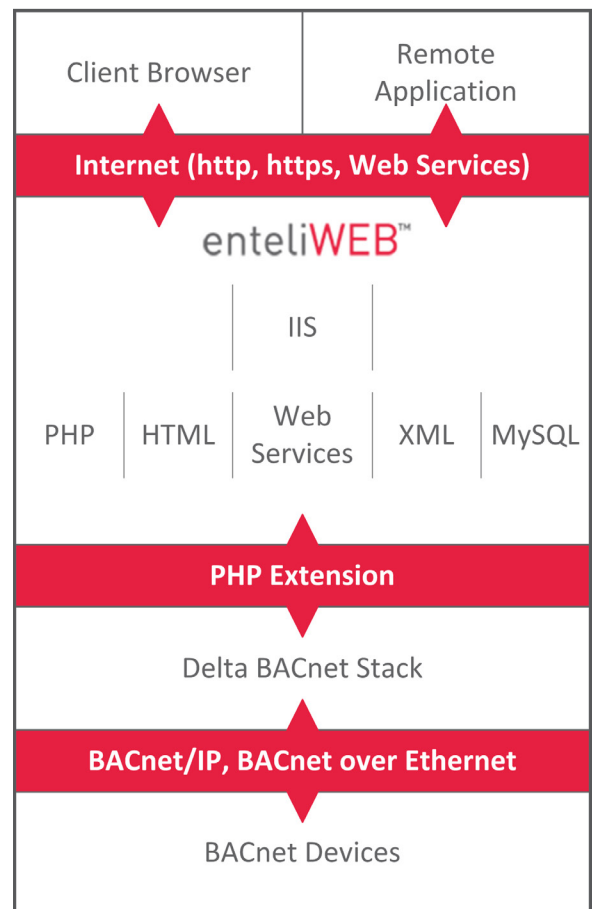 Client Browser
Remote
Application
Internet (http, https, Web Services)
enteliWEB™
IIS
PHP
HTML
Web
Services
XML
MySQL
PHP Extension
Delta BACnet Stack
BACnet/IP, BACnet over Ethernet
BACnet Devices